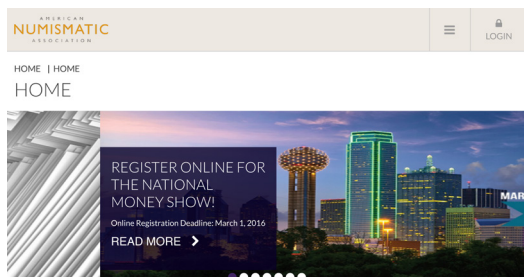 AMERICAN
NUMISMATIC
ASSOCIATION
LOGIN
HOME | HOME
HOME
REGISTER ONLINE FOR
THE NATIONAL
MONEY SHOW!
Online Registration Deadline: March 1, 2016
READ MORE
MAR